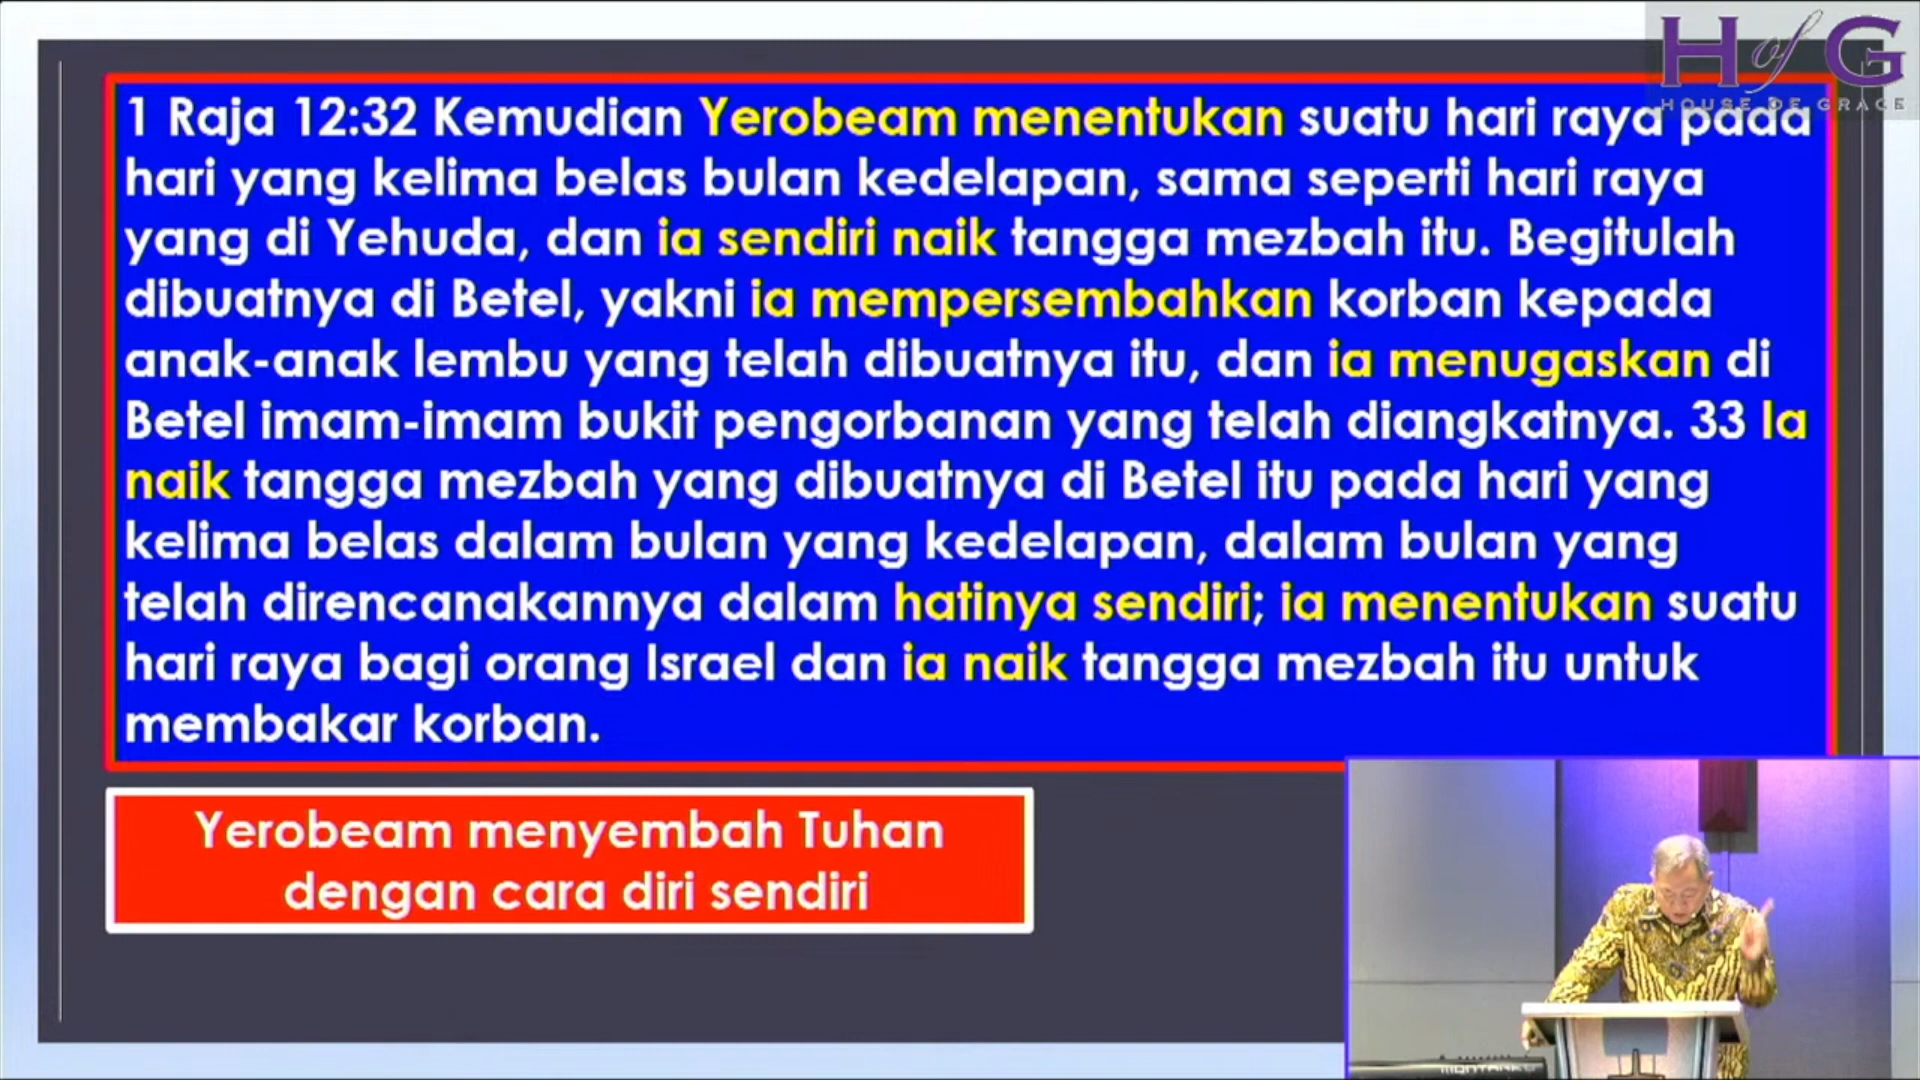 H of G
HOUSE OF GRACE
1 Raja 12:32 Kemudian Yerobeam menentukan suatu hari raya pada
hari yang kelima belas bulan kedelapan, sama seperti hari raya
yang di Yehuda, dan ia sendiri naik tangga mezbah itu. Begitulah
dibuatnya di Betel, yakni ia mempersembahkan korban kepada
anak-anak lembu yang telah dibuatnya itu, dan ia menugaskan di
Betel imam-imam bukit pengorbanan yang telah diangkatnya. 33 Ia
naik tangga mezbah yang dibuatnya di Betel itu pada hari yang
kelima belas dalam bulan yang kedelapan, dalam bulan yang
telah direncanakannya dalam hatinya sendiri; ia menentukan suatu
hari raya bagi orang Israel dan ia naik tangga mezbah itu untuk
membakar korban.
Yerobeam menyembah Tuhan
dengan cara diri sendiri